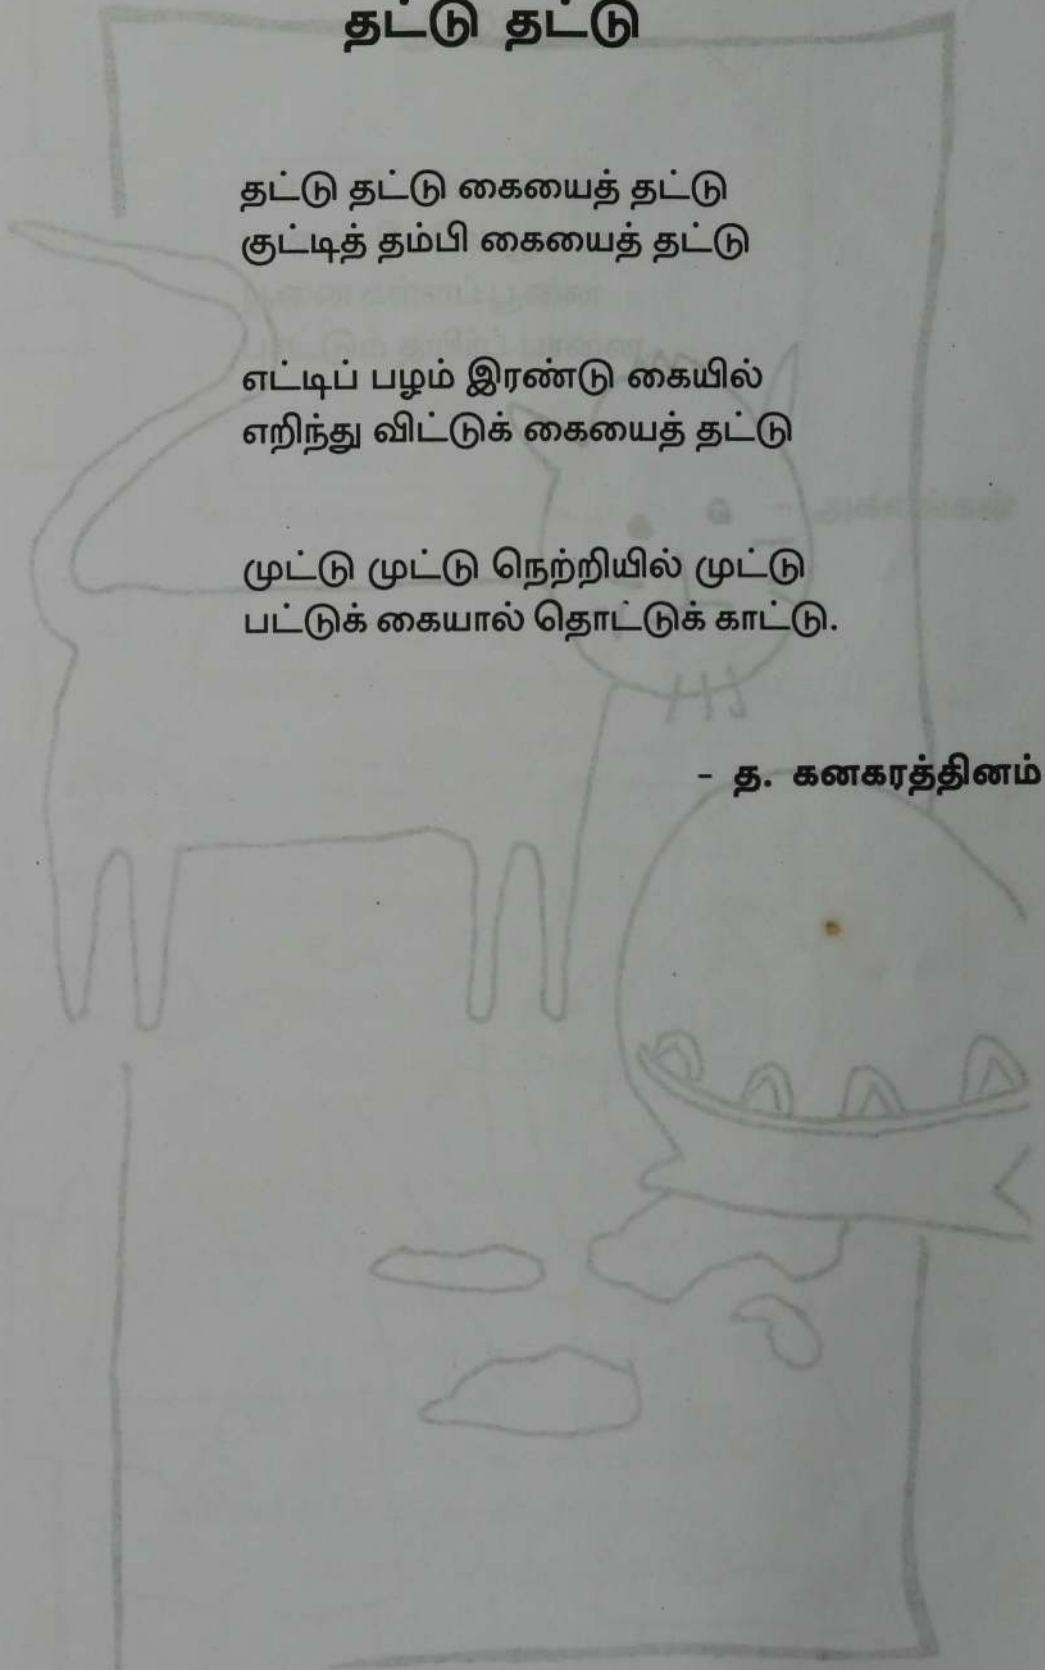 தட்டு தட்டு
தட்டு தட்டு கையைத் தட்டு
குட்டித் தம்பி கையைத் தட்டு
எட்டிப் பழம் இரண்டு கையில்
எறிந்து விட்டுக் கையைத் தட்டு
முட்டு முட்டு நெற்றியில் முட்டு
பட்டுக் கையால் தொட்டுக் காட்டு.
- த. கனகரத்தினம்